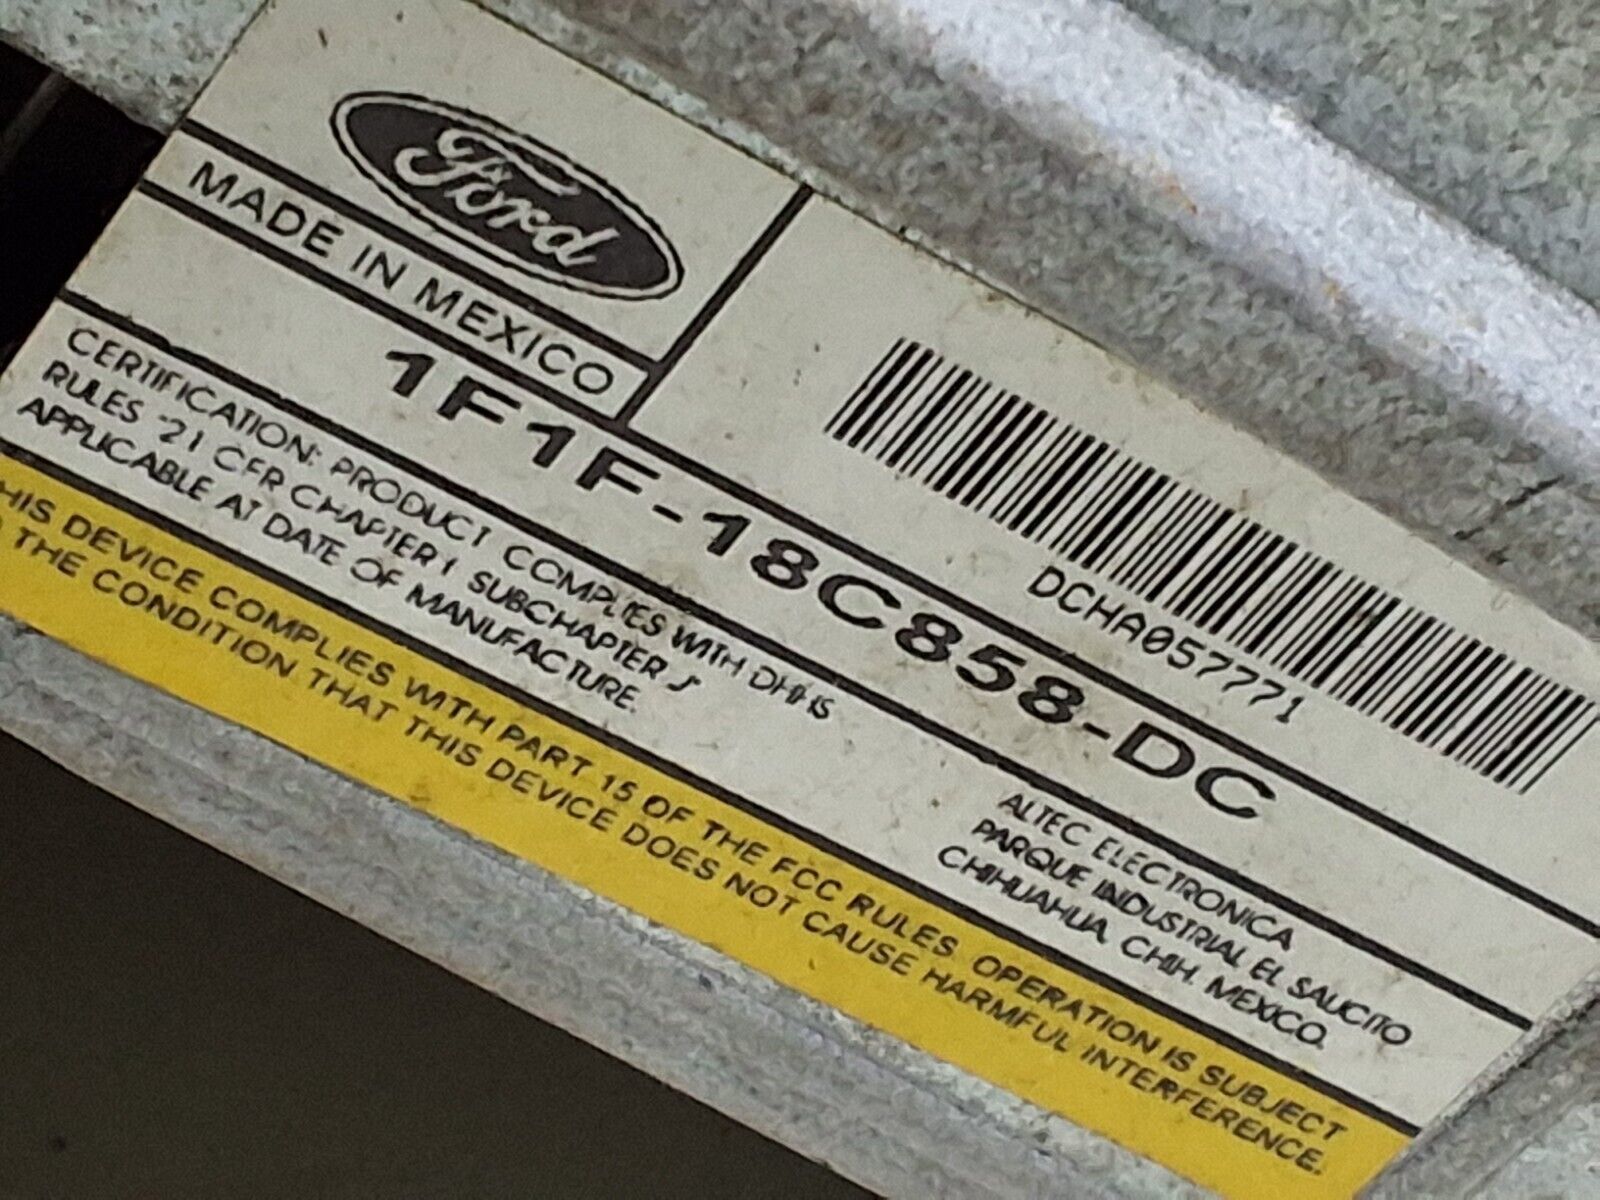 Ford
MADE IN MEXICO
DCHA057771
1F1F-18C858-DC
CERTIFICATION: PRODUCT COMPLIES WITH DHHS
RULES "21 CFR CHAPTER I SUBCHAPTER J"
APPLICABLE AT DATE OF MANUFACTURE.
ALTEC ELECTRONICA
PARQUE INDUSTRIAL EL SAUCITO
CHIHUAHUA, CHIH. MEXICO.
HIS DEVICE COMPLIES WITH PART 15 OF THE FCC RULES. OPERATION IS SUBJECT
THE CONDITION THAT THIS DEVICE DOES NOT CAUSE HARMFUL INTERFERENCE.